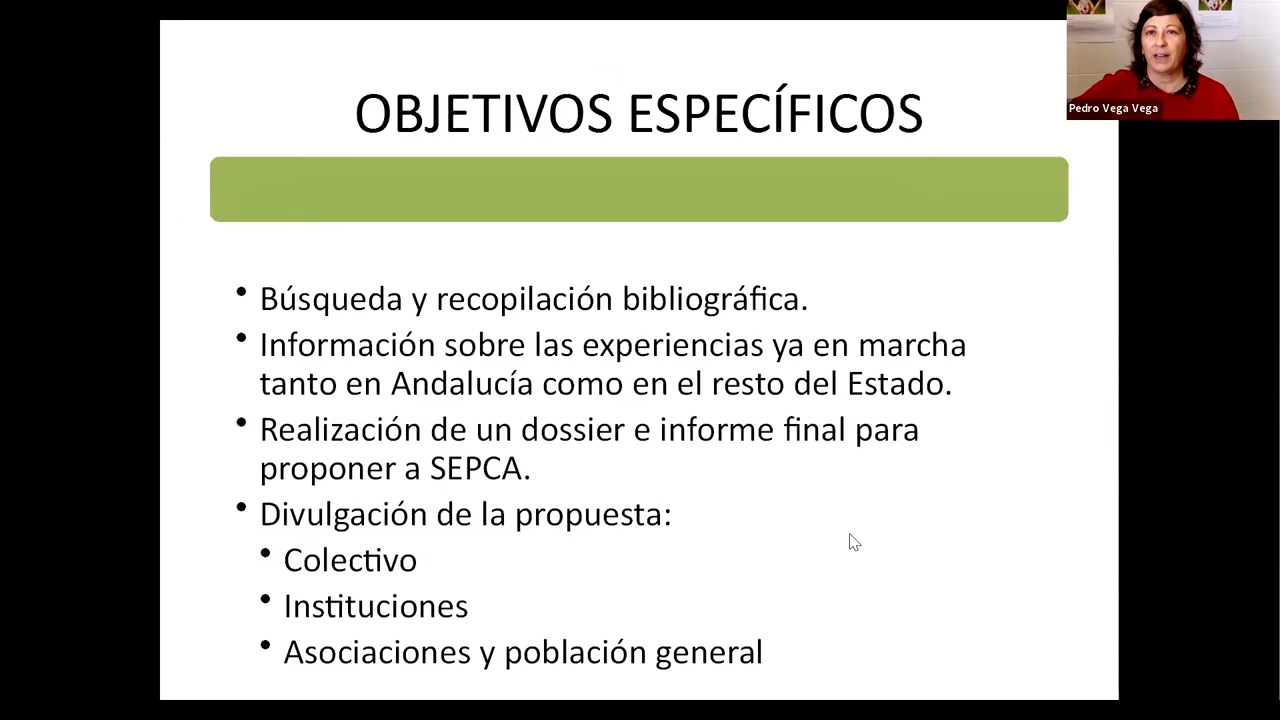 OBJETIVOS ESPECÍFICOS
• Búsqueda y recopilación bibliográfica.
• Información sobre las experiencias ya en marcha
tanto en Andalucía como en el resto del Estado.
• Realización de un dossier e informe final para
proponer a SEPCA.
• Divulgación de la propuesta:
• Colectivo
• Instituciones
• Asociaciones y población general
Pedro Vega Vega